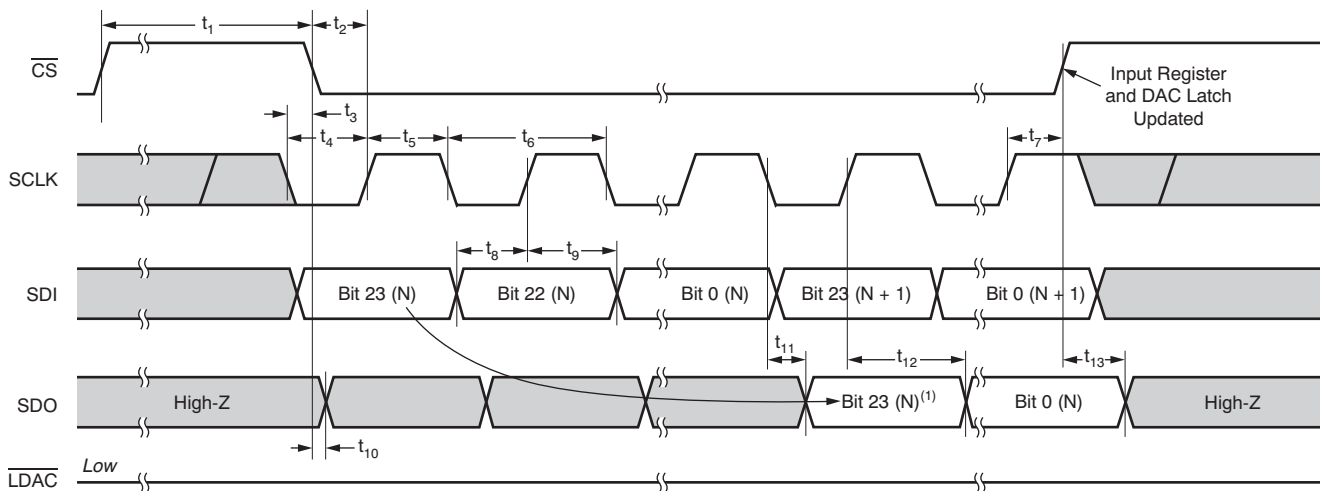 t1
t2
CS
Input Register
and DAC Latch
Updated
t3
t4
t5
t6
t7
SCLK
t8
t9
SDI
Bit 23 (N)
Bit 22 (N)
Bit 0 (N)
Bit 23 (N + 1)
Bit 0 (N + 1)
t11
t12
t13
SDO
High-Z
Bit 23 (N)(1)
Bit 0 (N)
High-Z
t10
LDAC
Low